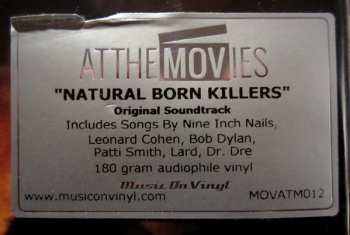 ATTHEMOVIES
"NATURAL BORN KILLERS"
Original Soundtrack
Includes Songs By Nine Inch Nails,
Leonard Cohen, Bob Dylan,
Patti Smith, Lard, Dr. Dre
180 gram audiophile vinyl
Music On Vinyl
www.musiconvinyl.com MOVATM012